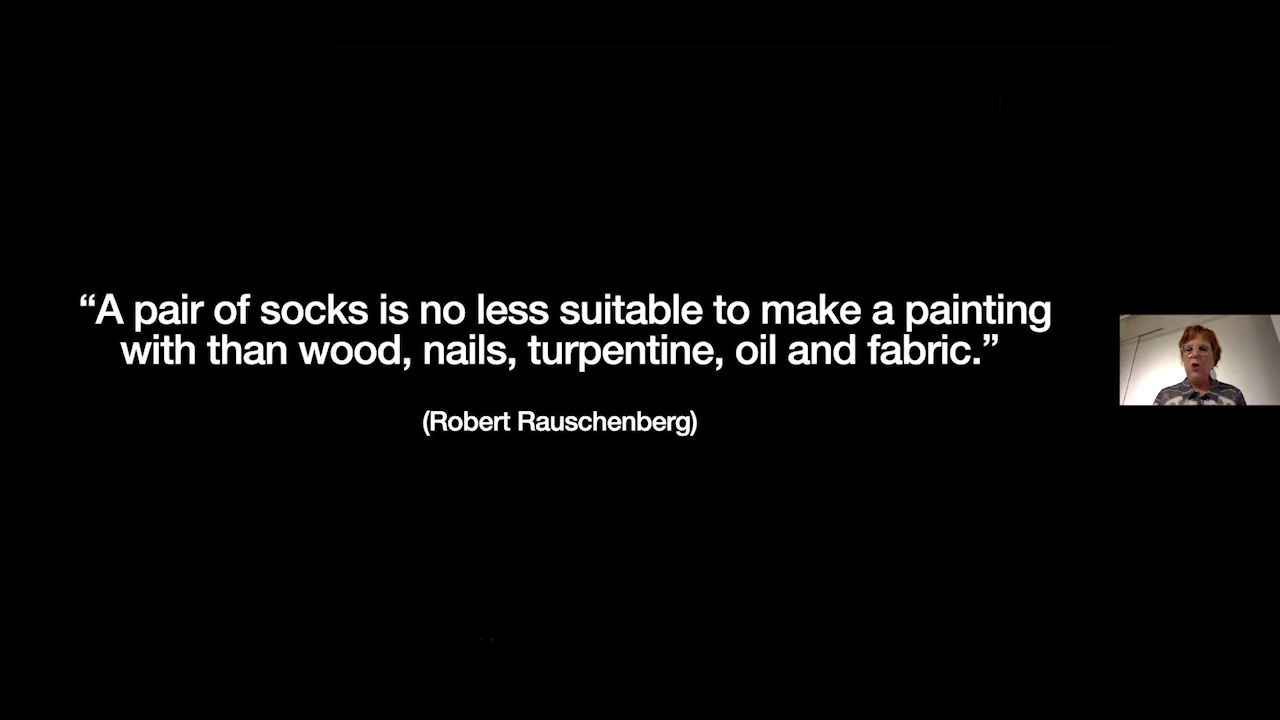 “A pair of socks is no less suitable to make a painting
with than wood, nails, turpentine, oil and fabric.”
(Robert Rauschenberg)